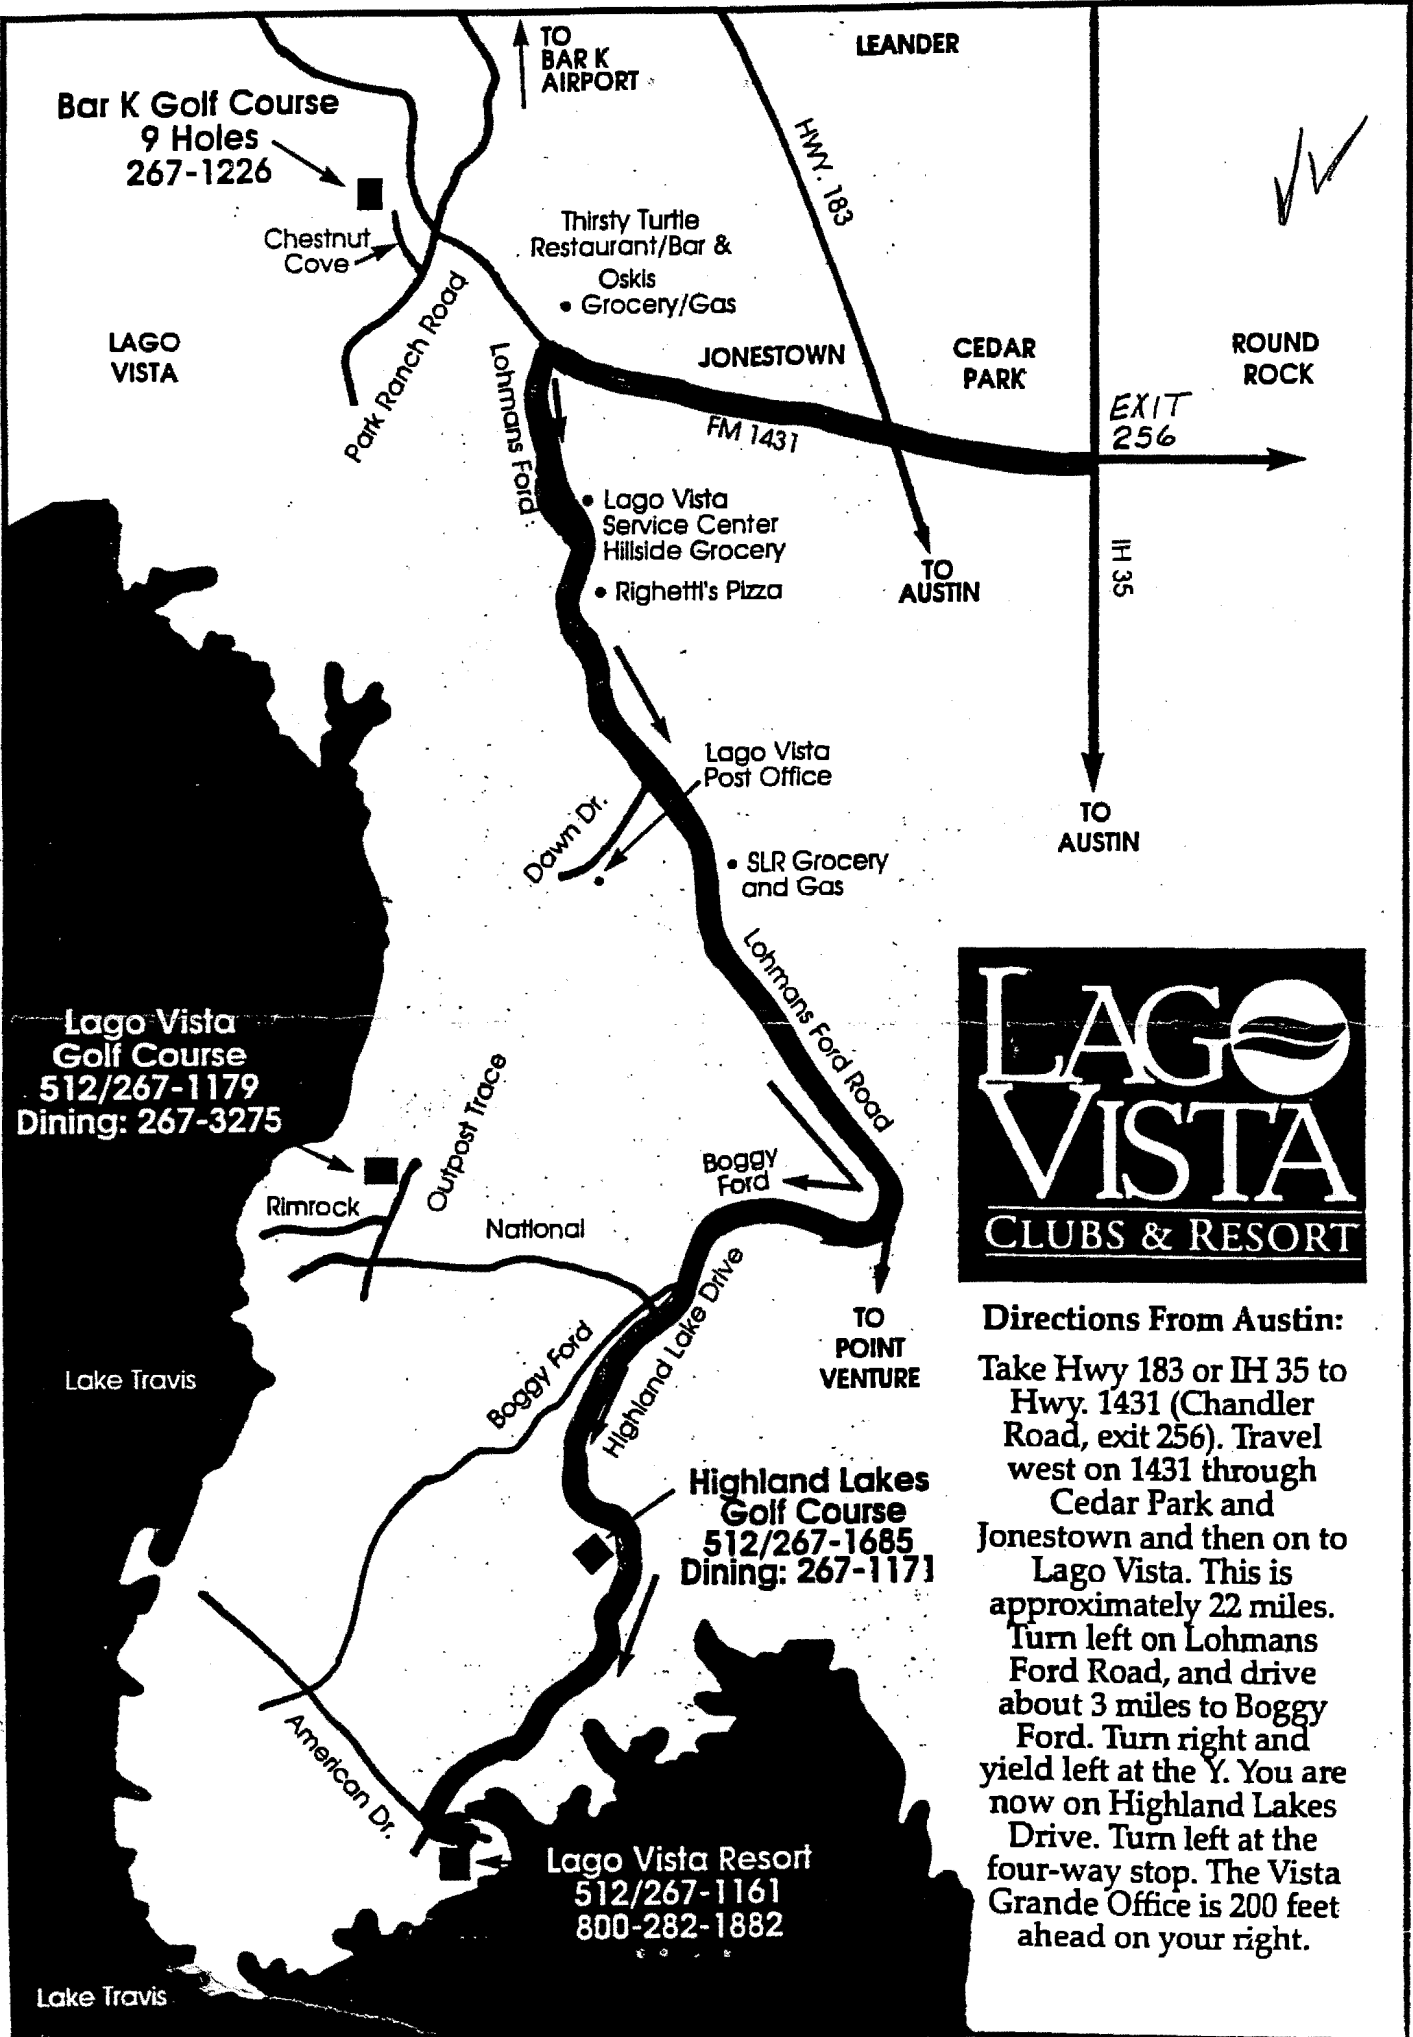 TO
BAR K
AIRPORT
LEANDER
Bar K Golf Course
9 Holes
267-1226
HWY. 183
Chestnut
Cove
Thirsty Turtle
Restaurant/Bar &
Oskis
• Grocery/Gas
Park Ranch Road
LAGO
VISTA
Lohmans Ford
JONESTOWN
CEDAR
PARK
ROUND
ROCK
EXIT
256
FM 1431
• Lago Vista
Service Center
Hillside Grocery
• Righetti's Pizza
TO
AUSTIN
IH 35
Lago Vista
Post Office
Dawn Dr.
TO
AUSTIN
• SLR Grocery
and Gas
Lohmans Ford Road
LAGO
VISTA
CLUBS & RESORT
Lago Vista
Golf Course
512/267-1179
Dining: 267-3275
Outpost Trace
Boggy
Ford
Rimrock
National
Highland Lake Drive
Boggy Ford
TO
POINT
VENTURE
Lake Travis
Highland Lakes
Golf Course
512/267-1685
Dining: 267-1171
American Dr.
Lago Vista Resort
512/267-1161
800-282-1882
Lake Travis
Directions From Austin:
Take Hwy 183 or IH 35 to
Hwy. 1431 (Chandler
Road, exit 256). Travel
west on 1431 through
Cedar Park and
Jonestown and then on to
Lago Vista. This is
approximately 22 miles.
Turn left on Lohmans
Ford Road, and drive
about 3 miles to Boggy
Ford. Turn right and
yield left at the Y. You are
now on Highland Lakes
Drive. Turn left at the
four-way stop. The Vista
Grande Office is 200 feet
ahead on your right.